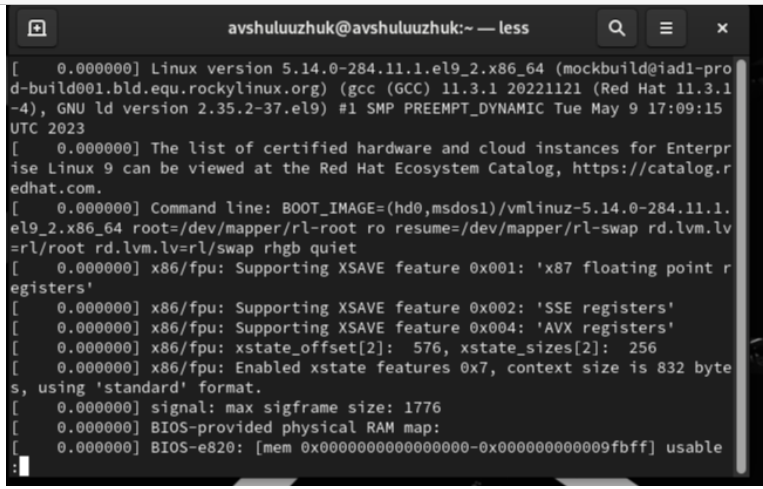 avshuluuzhuk@avshuluuzhuk:~ — less
[    0.000000] Linux version 5.14.0-284.11.1.el9_2.x86_64 (mockbuild@iad1-pro
d-build001.bld.equ.rockylinux.org) (gcc (GCC) 11.3.1 20221121 (Red Hat 11.3.1
-4), GNU ld version 2.35.2-37.el9) #1 SMP PREEMPT_DYNAMIC Tue May 9 17:09:15
UTC 2023
[    0.000000] The list of certified hardware and cloud instances for Enterpr
ise Linux 9 can be viewed at the Red Hat Ecosystem Catalog, https://catalog.r
edhat.com.
[    0.000000] Command line: BOOT_IMAGE=(hd0,msdos1)/vmlinuz-5.14.0-284.11.1.
el9_2.x86_64 root=/dev/mapper/rl-root ro resume=/dev/mapper/rl-swap rd.lvm.lv
=rl/root rd.lvm.lv=rl/swap rhgb quiet
[    0.000000] x86/fpu: Supporting XSAVE feature 0x001: 'x87 floating point r
egisters'
[    0.000000] x86/fpu: Supporting XSAVE feature 0x002: 'SSE registers'
[    0.000000] x86/fpu: Supporting XSAVE feature 0x004: 'AVX registers'
[    0.000000] x86/fpu: xstate_offset[2]:  576, xstate_sizes[2]:  256
[    0.000000] x86/fpu: Enabled xstate features 0x7, context size is 832 byte
s, using 'standard' format.
[    0.000000] signal: max sigframe size: 1776
[    0.000000] BIOS-provided physical RAM map:
[    0.000000] BIOS-e820: [mem 0x0000000000000000-0x000000000009fbff] usable
: